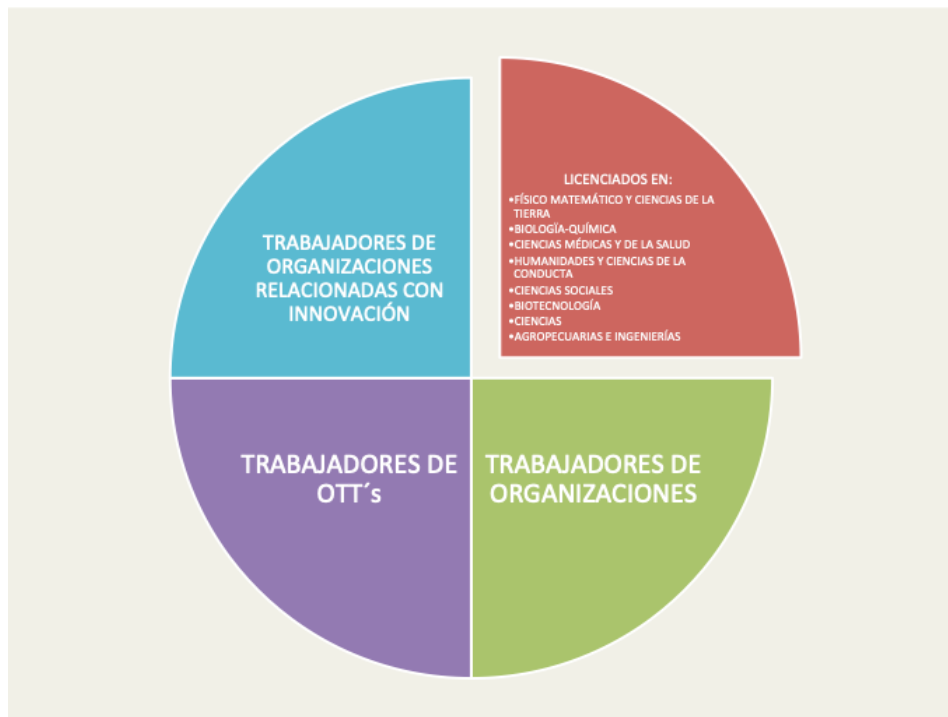 LICENCIADOS EN:
•FÍSICO MATEMÁTICO Y CIENCIAS DE LA
TIERRA
•BIOLOGÏA-QUÍMICA
•CIENCIAS MÉDICAS Y DE LA SALUD
•HUMANIDADES Y CIENCIAS DE LA
CONDUCTA
•CIENCIAS SOCIALES
•BIOTECNOLOGÍA
•CIENCIAS
•AGROPECUARIAS E INGENIERÍAS
TRABAJADORES DE
ORGANIZACIONES
RELACIONADAS CON
INNOVACIÓN
TRABAJADORES DE
OTT´s
TRABAJADORES DE
ORGANIZACIONES